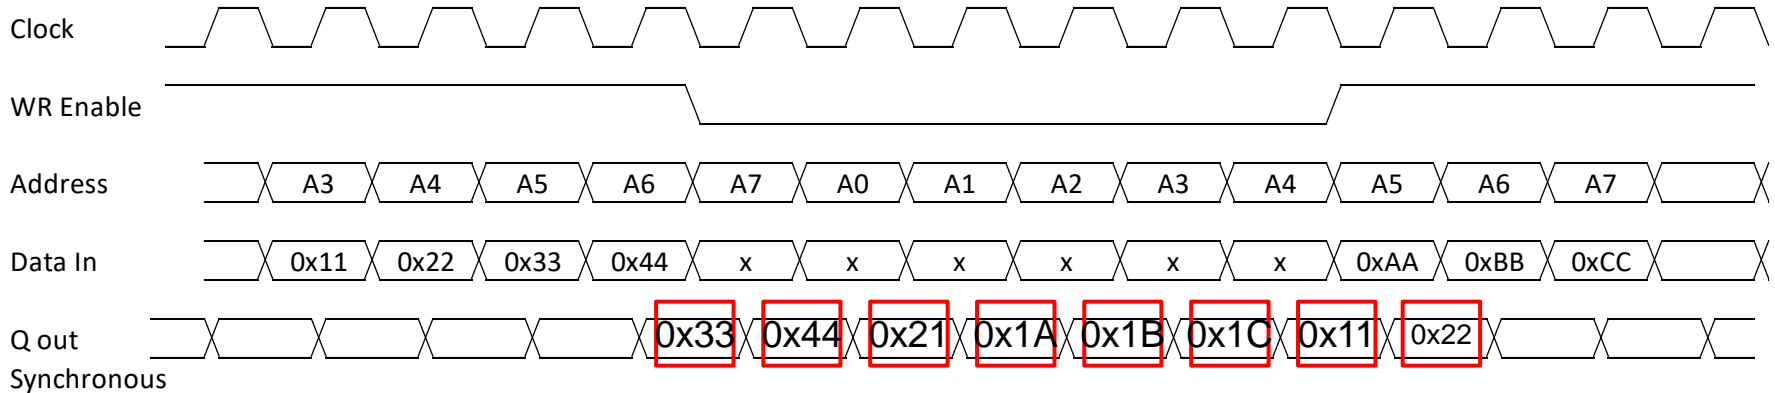 Clock
WR Enable
Address A3 A4 A5 A6 A7 A0 A1 A2 A3 A4 A5 A6 A7
Data In 0x11 0x22 0x33 0x44 x x x x x x 0xAA 0xBB 0xCC
Q out 0x33 0x44 0x21 0x1A 0x1B 0x1C 0x11 0x22
Synchronous